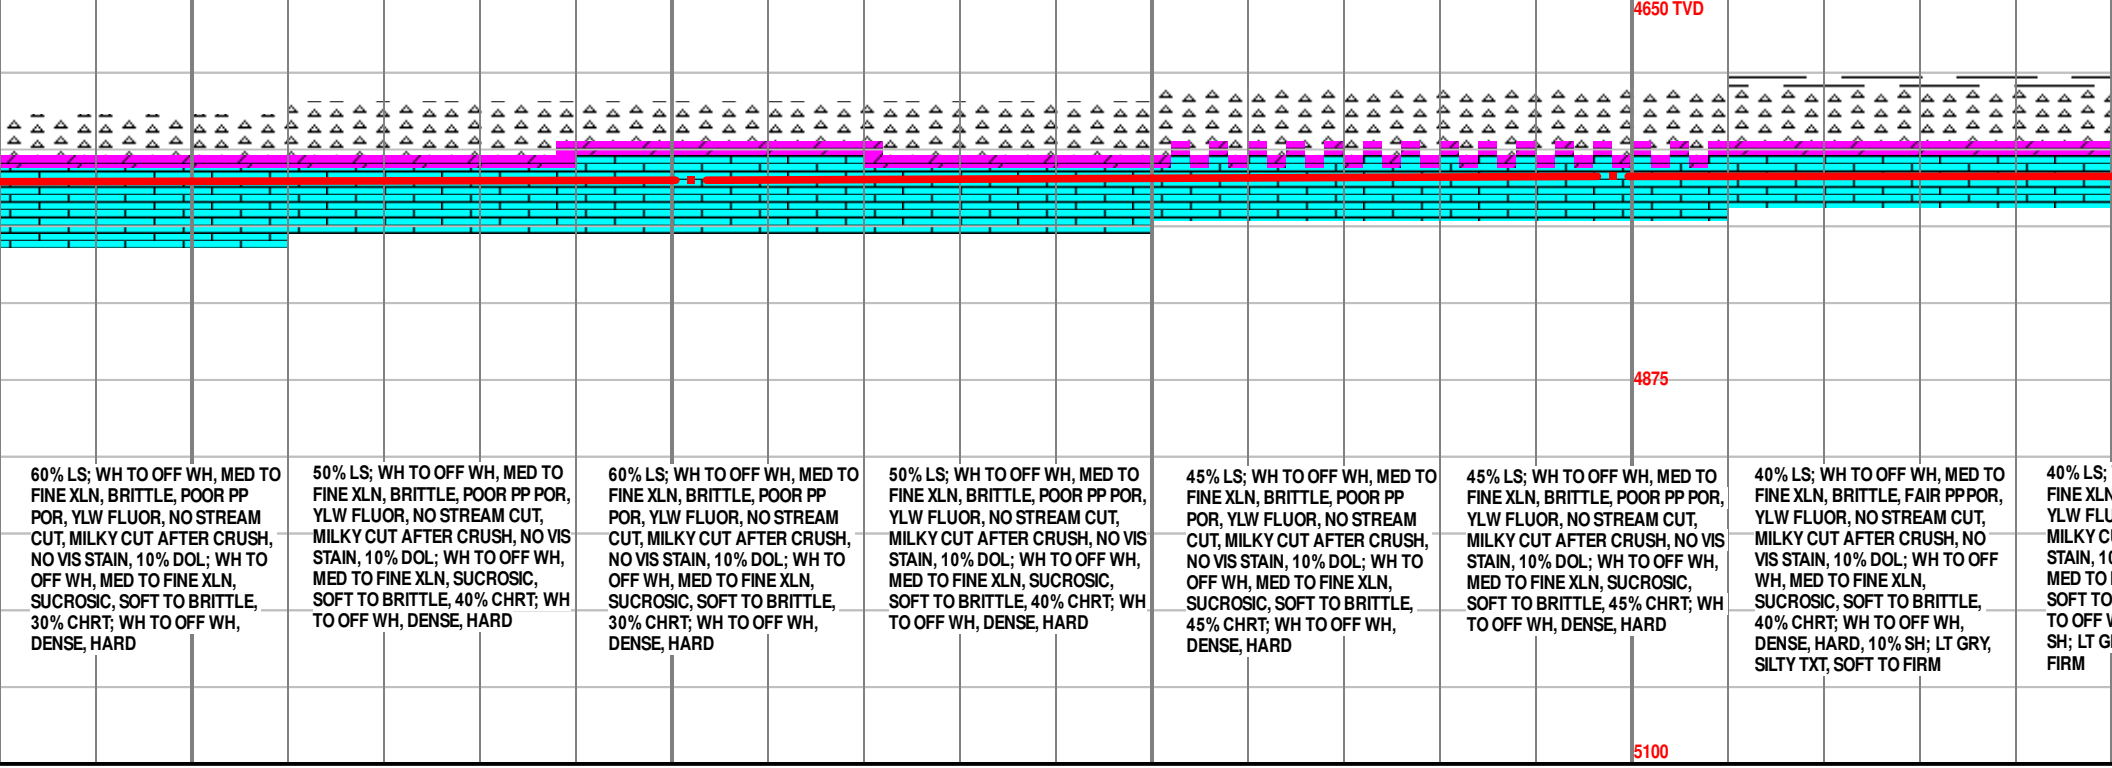 4650 TVD
4875
60% LS; WH TO OFF WH, MED TO
FINE XLN, BRITTLE, POOR PP
POR, YLW FLUOR, NO STREAM
CUT, MILKY CUT AFTER CRUSH,
NO VIS STAIN, 10% DOL; WH TO
OFF WH, MED TO FINE XLN,
SUCROSIC, SOFT TO BRITTLE,
30% CHRT; WH TO OFF WH,
DENSE, HARD
50% LS; WH TO OFF WH, MED TO
FINE XLN, BRITTLE, POOR PP POR,
YLW FLUOR, NO STREAM CUT,
MILKY CUT AFTER CRUSH, NO VIS
STAIN, 10% DOL; WH TO OFF WH,
MED TO FINE XLN, SUCROSIC,
SOFT TO BRITTLE, 40% CHRT; WH
TO OFF WH, DENSE, HARD
60% LS; WH TO OFF WH, MED TO
FINE XLN, BRITTLE, POOR PP
POR, YLW FLUOR, NO STREAM
CUT, MILKY CUT AFTER CRUSH,
NO VIS STAIN, 10% DOL; WH TO
OFF WH, MED TO FINE XLN,
SUCROSIC, SOFT TO BRITTLE,
30% CHRT; WH TO OFF WH,
DENSE, HARD
50% LS; WH TO OFF WH, MED TO
FINE XLN, BRITTLE, POOR PP POR,
YLW FLUOR, NO STREAM CUT,
MILKY CUT AFTER CRUSH, NO VIS
STAIN, 10% DOL; WH TO OFF WH,
MED TO FINE XLN, SUCROSIC,
SOFT TO BRITTLE, 40% CHRT; WH
TO OFF WH, DENSE, HARD
45% LS; WH TO OFF WH, MED TO
FINE XLN, BRITTLE, POOR PP
POR, YLW FLUOR, NO STREAM
CUT, MILKY CUT AFTER CRUSH,
NO VIS STAIN, 10% DOL; WH TO
OFF WH, MED TO FINE XLN,
SUCROSIC, SOFT TO BRITTLE,
45% CHRT; WH TO OFF WH,
DENSE, HARD
45% LS; WH TO OFF WH, MED TO
FINE XLN, BRITTLE, POOR PP POR,
YLW FLUOR, NO STREAM CUT,
MILKY CUT AFTER CRUSH, NO VIS
STAIN, 10% DOL; WH TO OFF WH,
MED TO FINE XLN, SUCROSIC,
SOFT TO BRITTLE, 45% CHRT; WH
TO OFF WH, DENSE, HARD
40% LS; WH TO OFF WH, MED TO
FINE XLN, BRITTLE, FAIR PP POR,
YLW FLUOR, NO STREAM CUT,
MILKY CUT AFTER CRUSH, NO
VIS STAIN, 10% DOL; WH TO OFF
WH, MED TO FINE XLN,
SUCROSIC, SOFT TO BRITTLE,
40% CHRT; WH TO OFF WH,
DENSE, HARD, 10% SH; LT GRY,
SILTY TXT, SOFT TO FIRM
40% LS;
FINE XLN
YLW
MILKY
STAIN,
MED TO
SOFT TO
TO OFF
SH; LT
FIRM
5100